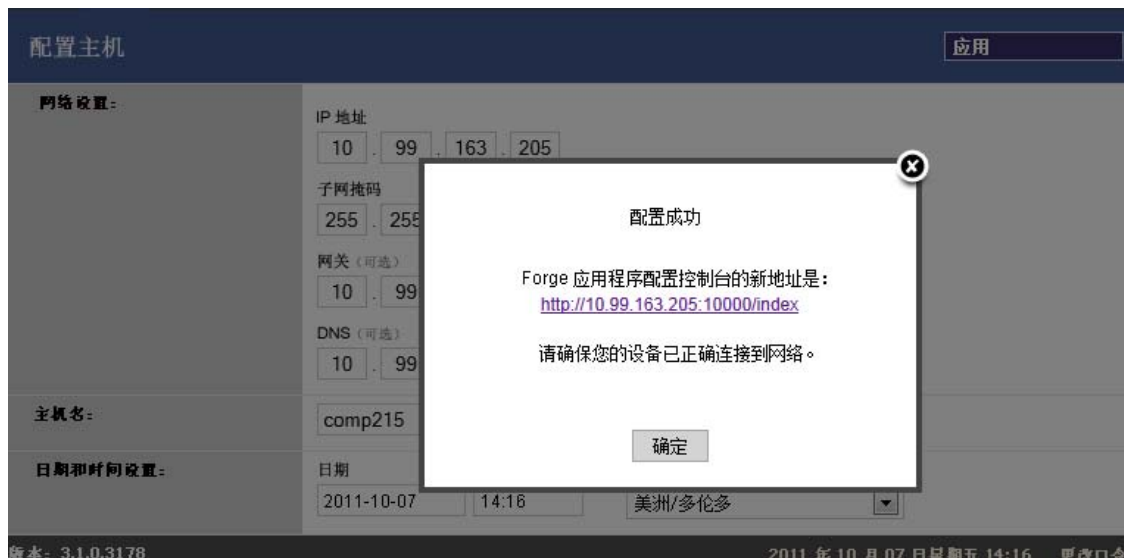 配置主机
应用
网络设置:
IP 地址
10 . 99 . 163 . 205
子网掩码
255 . 255
网关 (可选)
10 . 99
DNS (可选)
10 . 99
配置成功
Forge 应用程序配置控制台的新地址是:
http://10.99.163.205:10000/index
请确保您的设备已正确连接到网络。
确定
主机名:
comp215
日期和时间设置:
日期
2011-10-07 14:16 美洲/多伦多
版本: 3.1.0.3178
2011 年 10 月 07 日星期五 14:16 更改口令